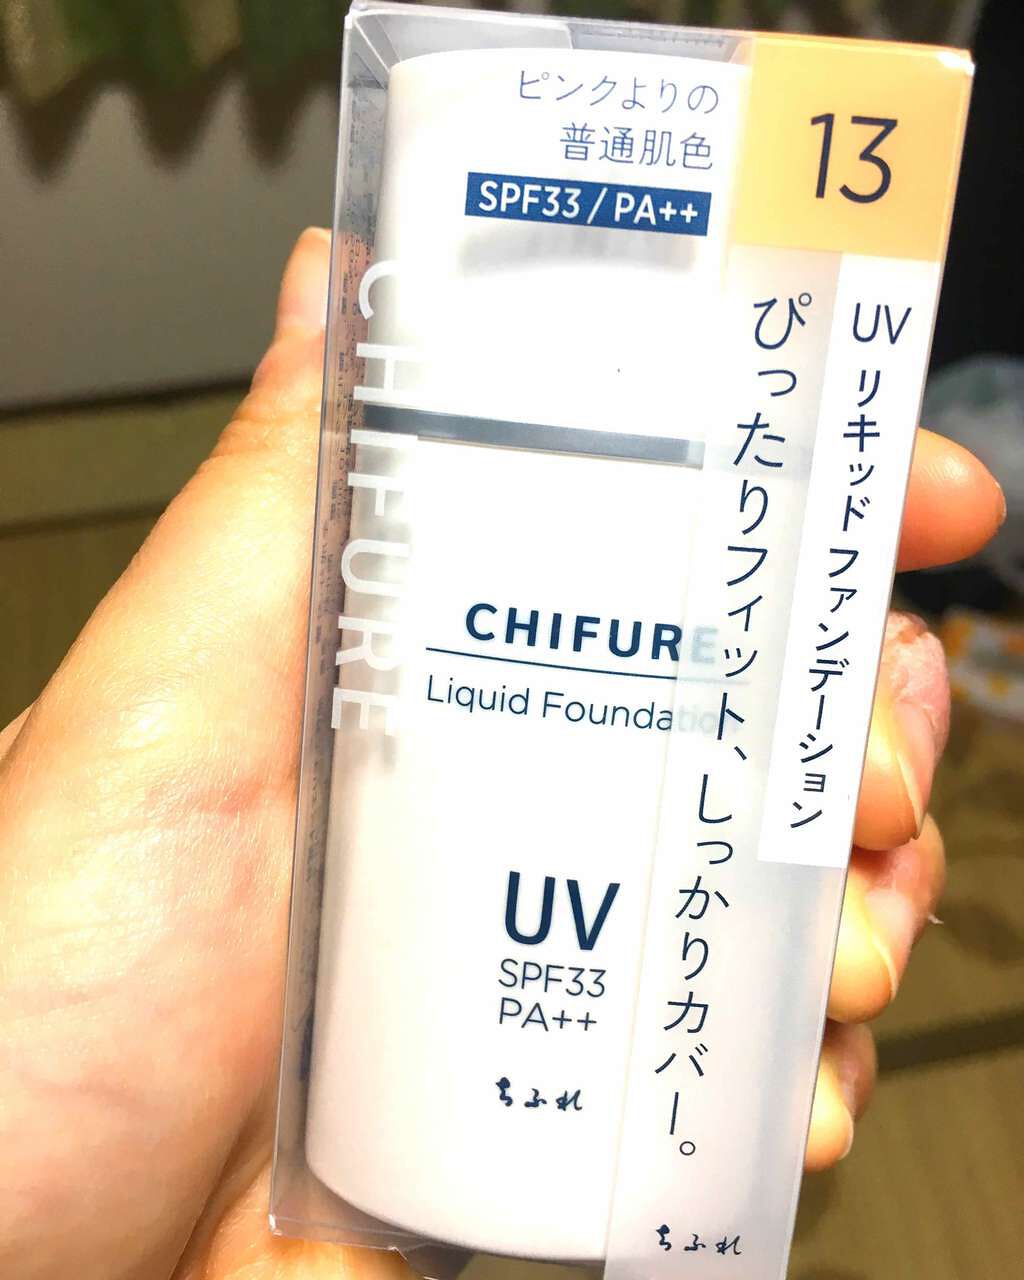 ピンクよりの
普通肌色
SPF33/PA++
13
UV リキッド ファンデーション
ぴったりフィット、しっかりカバー。
CHIFURE
CHIFURE
Liquid Foundation
UV
SPF33
PA++
ちふれ
ちふれ